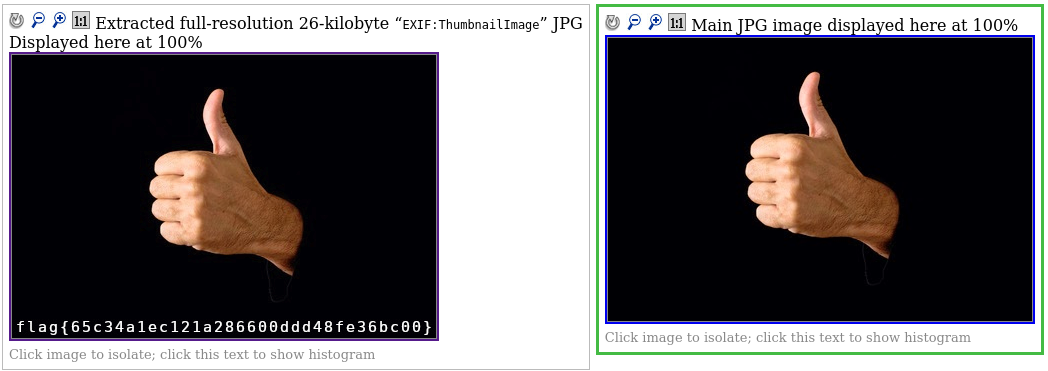 1:1 Extracted full-resolution 26-kilobyte “EXIF:ThumbnailImage” JPG
Displayed here at 100%
flag{65c34a1ec121a286600ddd48fe36bc00}
Click image to isolate; click this text to show histogram
1:1 Main JPG image displayed here at 100%
Click image to isolate; click this text to show histogram